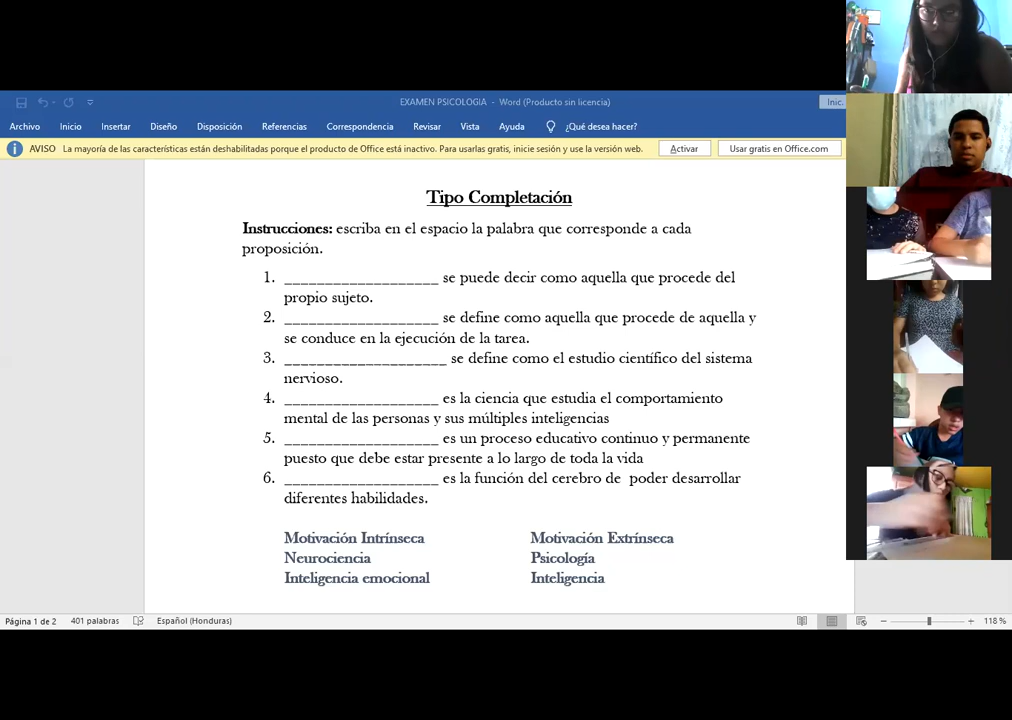 EXAMEN PSICOLOGIA - Word (Producto sin licencia)
Inic.
Archivo Inicio Insertar Diseño Disposición Referencias Correspondencia Revisar Vista Ayuda ¿Qué desea hacer?
AVISO La mayoría de las características están deshabilitadas porque el producto de Office está inactivo. Para usarlas gratis, inicie sesión y use la versión web. Activar Usar gratis en Office.com
Tipo Completación
Instrucciones: escriba en el espacio la palabra que corresponde a cada
proposición.
1. ___________________ se puede decir como aquella que procede del
propio sujeto.
2. ___________________ se define como aquella que procede de aquella y
se conduce en la ejecución de la tarea.
3. ____________________ se define como el estudio científico del sistema
nervioso.
4. ___________________ es la ciencia que estudia el comportamiento
mental de las personas y sus múltiples inteligencias
5. ___________________ es un proceso educativo continuo y permanente
puesto que debe estar presente a lo largo de toda la vida
6. ___________________ es la función del cerebro de poder desarrollar
diferentes habilidades.
Motivación Intrínseca Motivación Extrínseca
Neurociencia Psicología
Inteligencia emocional Inteligencia
Página 1 de 2 401 palabras Español (Honduras) 118 %